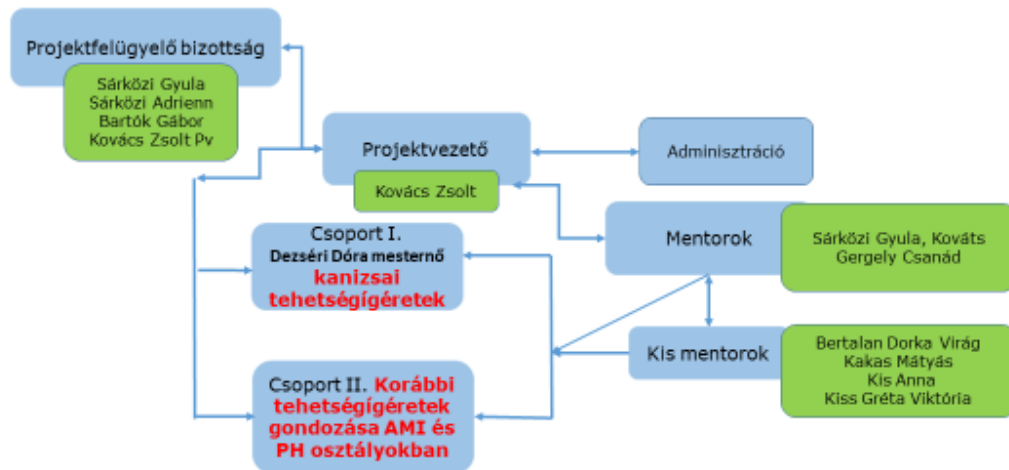 Projektfelügyelő bizottság
Sárközi Gyula
Sárközi Adrienn
Bartók Gábor
Kovács Zsolt Pv
Projektvezető
Kovács Zsolt
Adminisztráció
Mentorok
Sárközi Gyula, Kováts
Gergely Csanád
Csoport I.
Dezséri Dóra mesternő
kanizsai
tehetségígéretek
Kis mentorok
Bertalan Dorka Virág
Kakas Mátyás
Kis Anna
Kiss Gréta Viktória
Csoport II. Korábbi
tehetségígéretek
gondozása AMI és
PH osztályokban